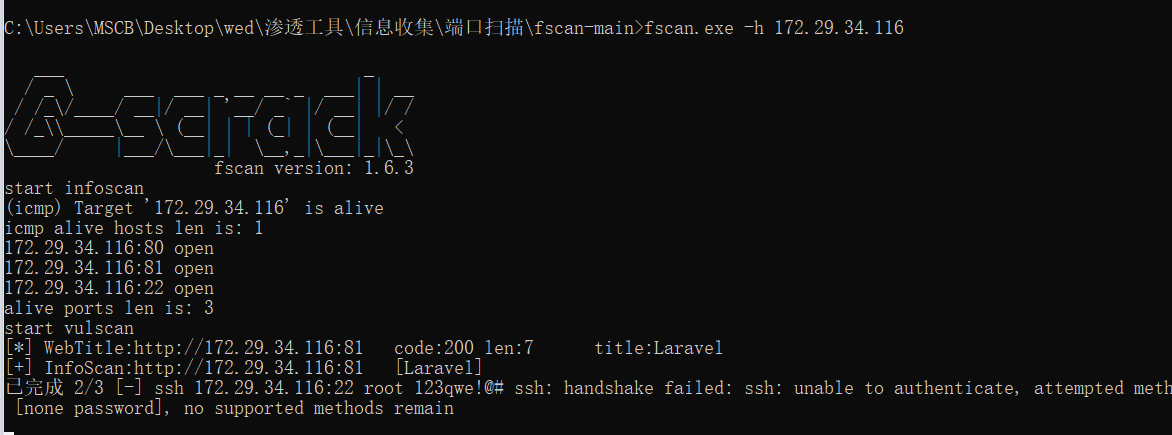 C:\Users\MSCB\Desktop\wed\渗透工具\信息收集\端口扫描\fscan-main>fscan.exe -h 172.29.34.116
fscan version: 1.6.3
start infoscan
(icmp) Target '172.29.34.116' is alive
icmp alive hosts len is: 1
172.29.34.116:80 open
172.29.34.116:81 open
172.29.34.116:22 open
alive ports len is: 3
start vulscan
[*] WebTitle:http://172.29.34.116:81 code:200 len:7 title:Laravel
[+] InfoScan:http://172.29.34.116:81 [Laravel]
已完成 2/3 [-] ssh 172.29.34.116:22 root 123qwe!@# ssh: handshake failed: ssh: unable to authenticate, attempted meth
[none password], no supported methods remain